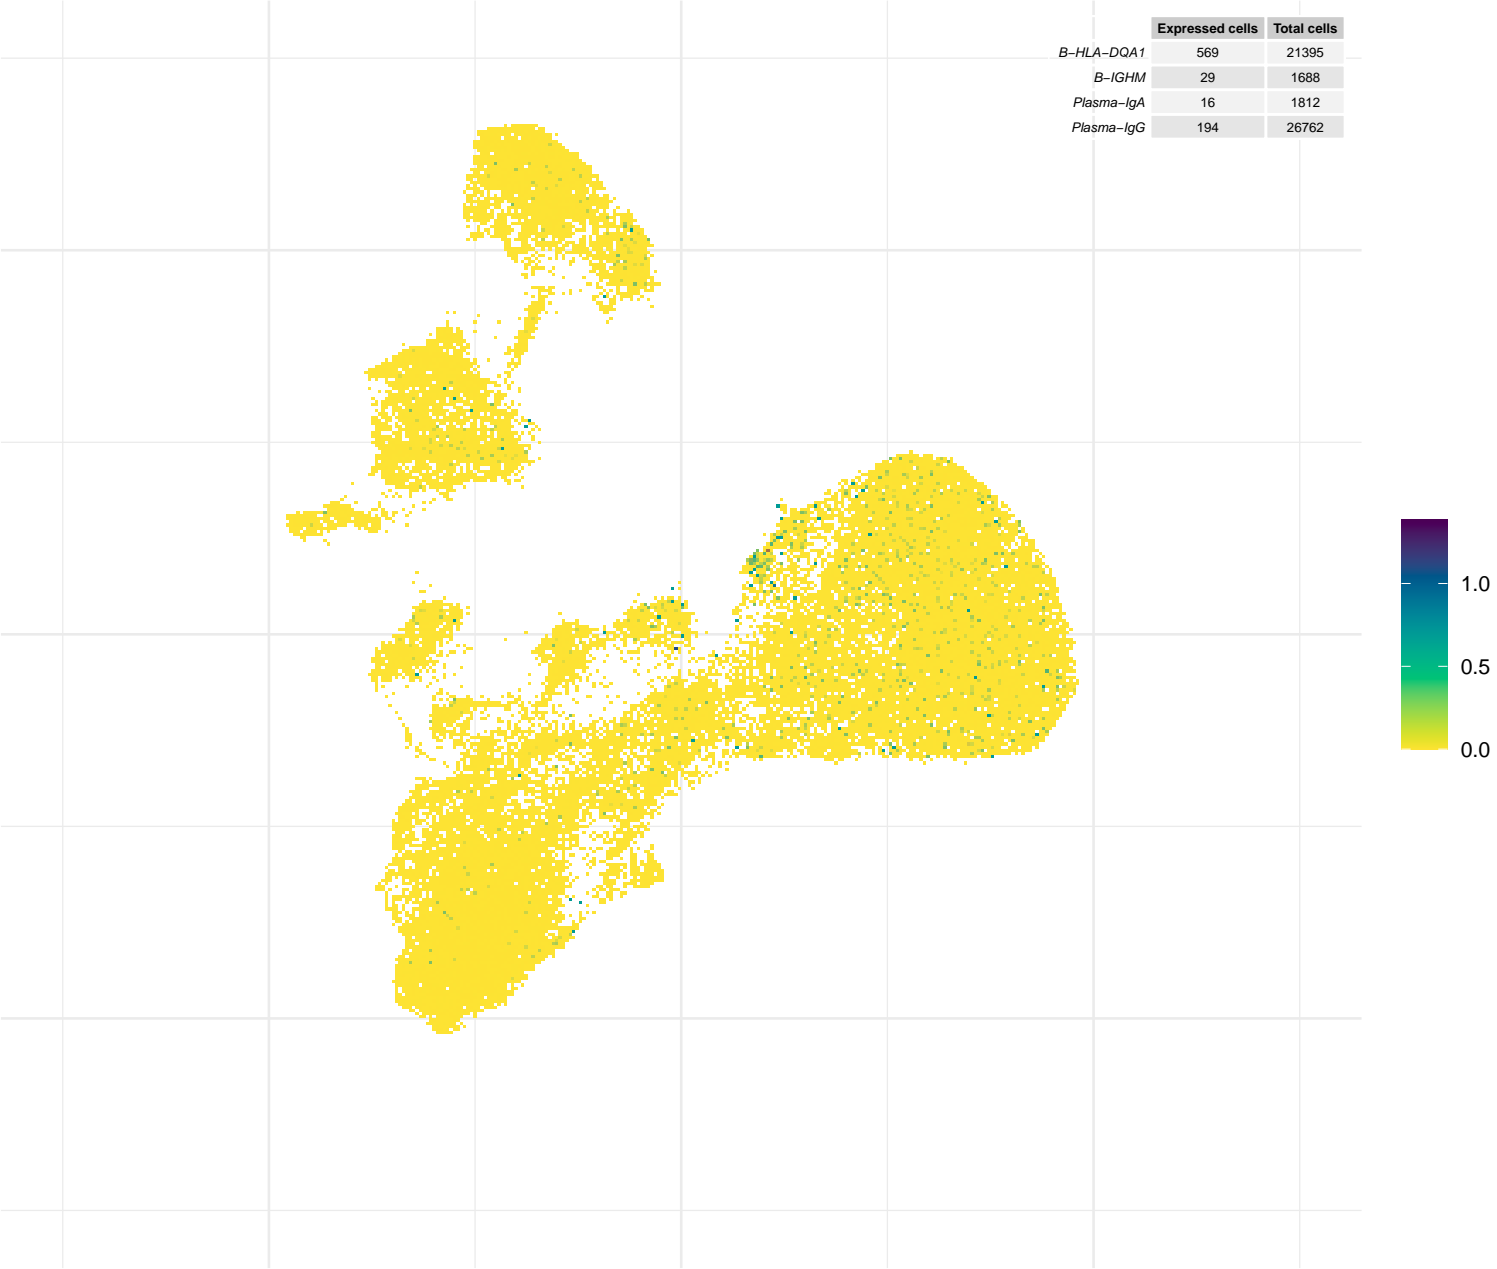 Expressed cells Total cells
B−HLA−DQA1 569 21395
B−IGHM 29 1688
Plasma−IgA 16 1812
Plasma−IgG 194 26762
1.0
0.5
0.0